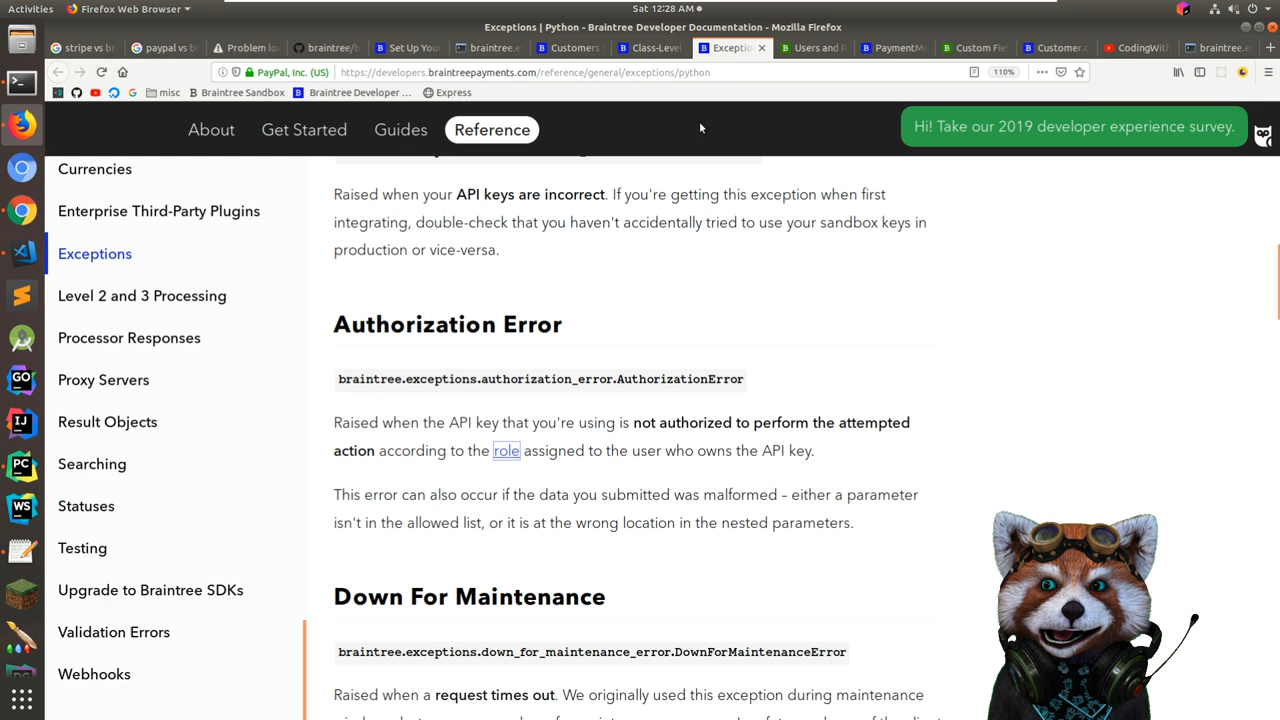 Activities
Firefox Web Browser
Sat 12:28 AM
Exceptions | Python - Braintree Developer Documentation - Mozilla Firefox
stripe vs br
paypal vs b
Problem lo
braintree/b
Set Up You
braintree.e
Customers
Class-Level
Exceptio
Users and R
PaymentMe
Custom Fiel
Customer.c
CodingWith
braintree.e
PayPal, Inc. (US)
https://developers.braintreepayments.com/reference/general/exceptions/python
110%
misc
Braintree Sandbox
Braintree Developer ...
Express
About
Get Started
Guides
Reference
Hi! Take our 2019 developer experience survey.
Currencies
Enterprise Third-Party Plugins
Exceptions
Level 2 and 3 Processing
Processor Responses
Proxy Servers
Result Objects
Searching
Statuses
Testing
Upgrade to Braintree SDKs
Validation Errors
Webhooks
Raised when your API keys are incorrect. If you're getting this exception when first
integrating, double-check that you haven't accidentally tried to use your sandbox keys in
production or vice-versa.
Authorization Error
braintree.exceptions.authorization_error.AuthorizationError
Raised when the API key that you're using is not authorized to perform the attempted
action according to the role assigned to the user who owns the API key.
This error can also occur if the data you submitted was malformed – either a parameter
isn't in the allowed list, or it is at the wrong location in the nested parameters.
Down For Maintenance
braintree.exceptions.down_for_maintenance_error.DownForMaintenanceError
Raised when a request times out. We originally used this exception during maintenance
GO
IJ
PC
WS